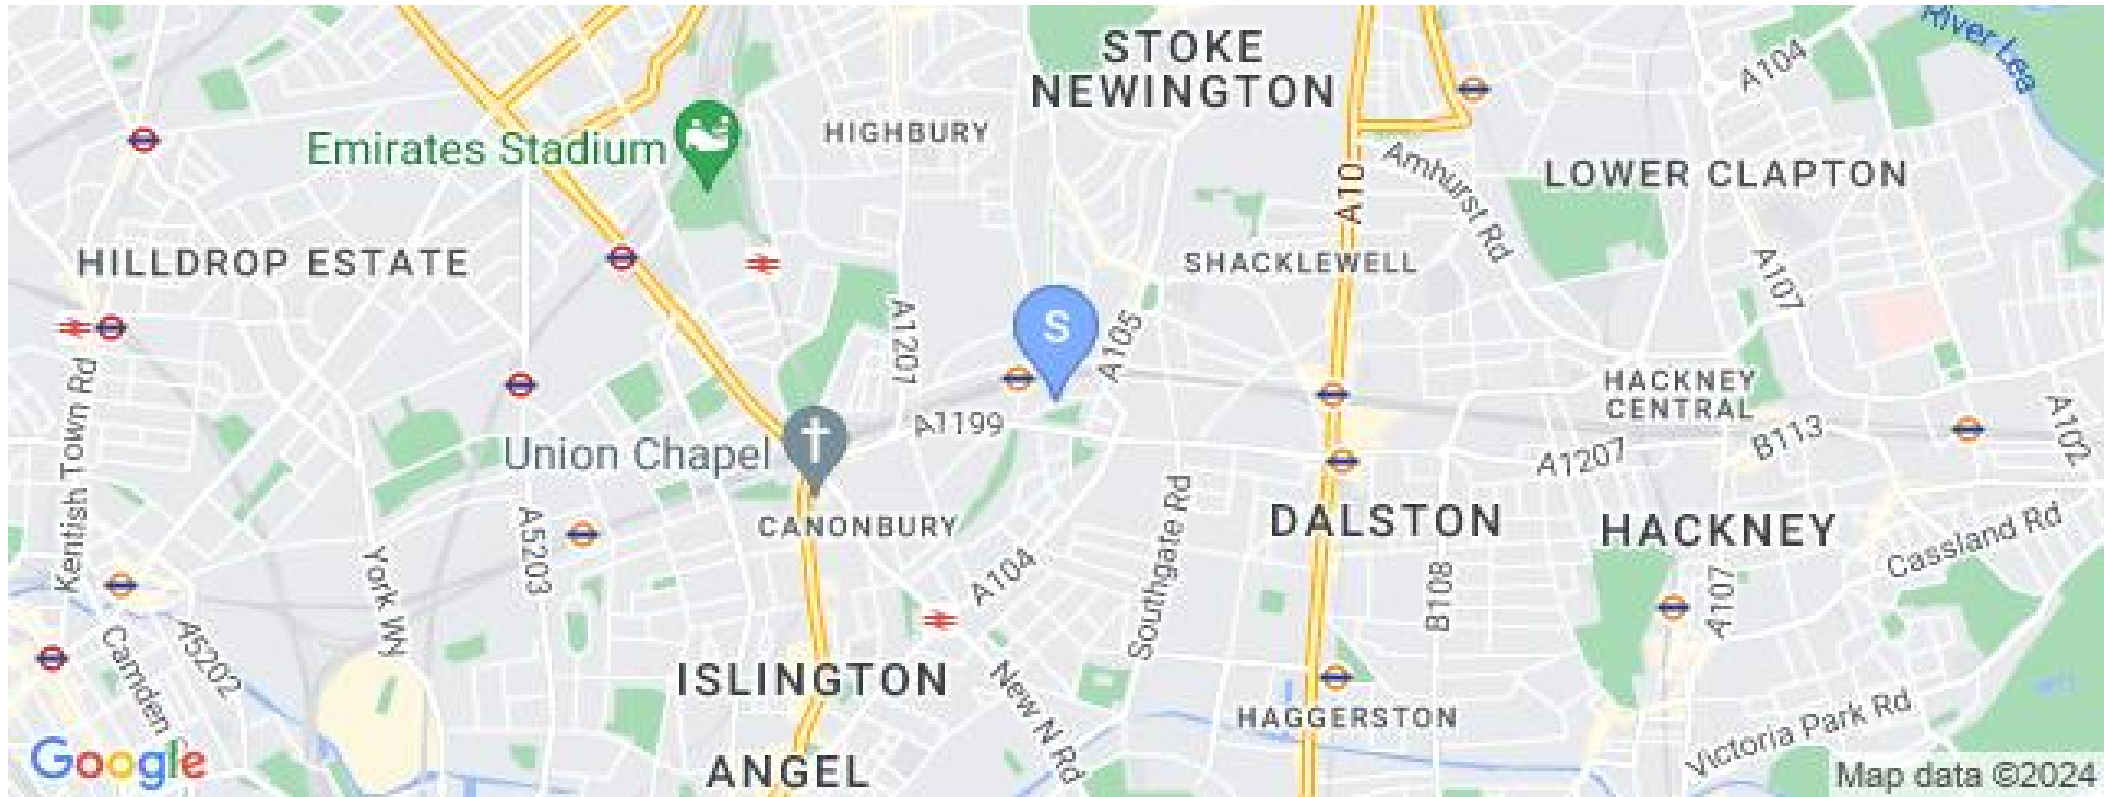 STOKE
NEWINGTON
River Lea
A104
Emirates Stadium
HIGHBURY
A10
Amhurst Rd
LOWER CLAPTON
HILLDROP ESTATE
SHACKLEWELL
A107
A1201
S
A105
Kentish Town Rd
HACKNEY
CENTRAL
A102
A1199
Union Chapel
B113
A1207
CANONBURY
A5203
Southgate Rd
DALSTON
HACKNEY
Cassland Rd
York Wy
A104
B108
A107
A5202
Camden
ISLINGTON
New N Rd
HAGGERSTON
Victoria Park Rd
Google
ANGEL
Map data ©2024